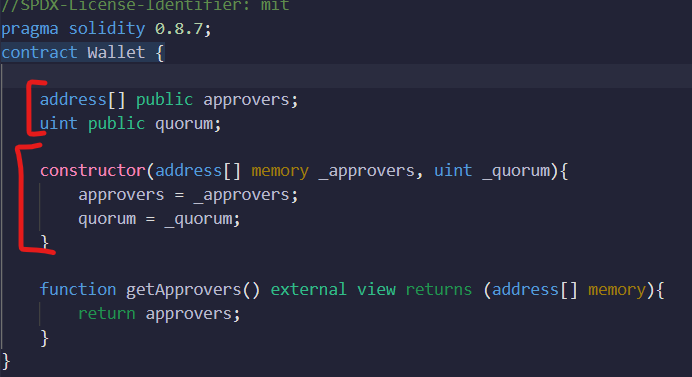 //SPDX-License-Identifier: mit
pragma solidity 0.8.7;
contract Wallet {
address[] public approvers;
uint public quorum;
constructor(address[] memory _approvers, uint _quorum){
approvers = _approvers;
quorum = _quorum;
}
function getApprovers() external view returns (address[] memory){
return approvers;
}
}